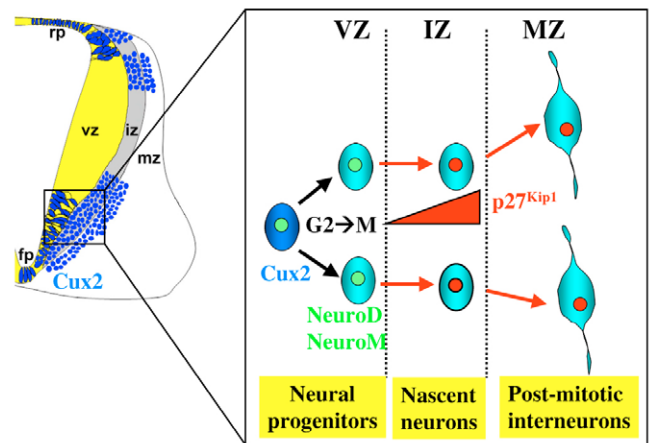 rp
vz
iz
mz
fp
Cux2
VZ
IZ
MZ
G2→M
p27Kip1
Cux2
NeuroD
NeuroM
Neural
progenitors
Nascent
neurons
Post-mitotic
interneurons